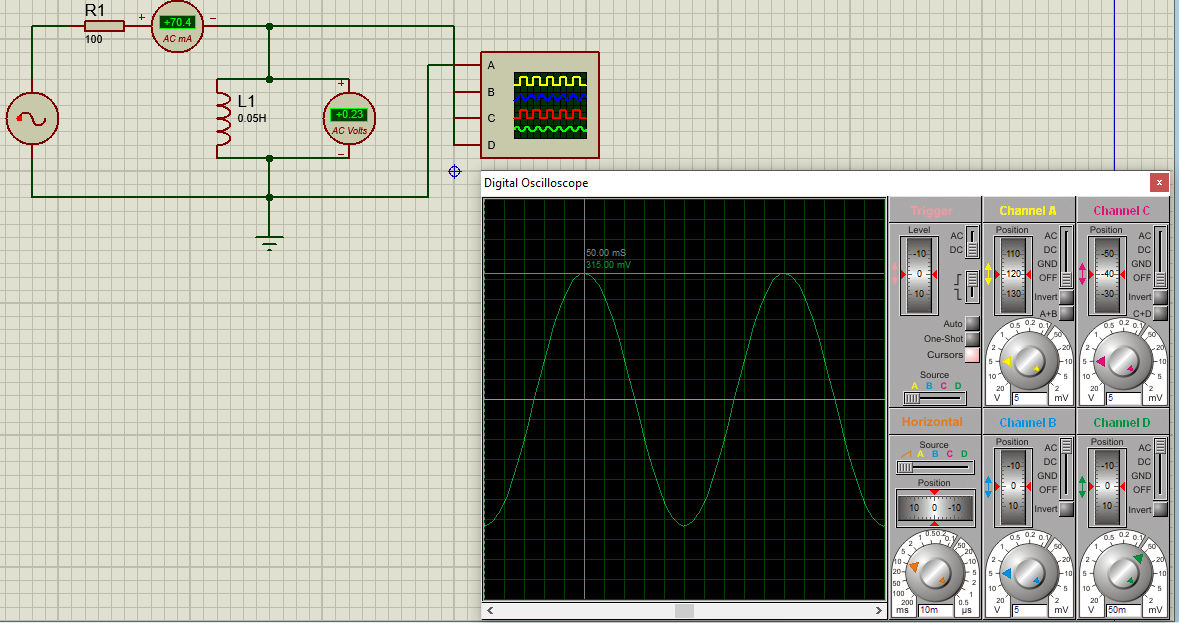 R1
100
+
+70.4
AC mA
−
L1
0.05H
+
+0.23
AC Volts
−
A
B
C
D
Digital Oscilloscope
x
50.00 mS
315.00 mV
Trigger
Level
-10
0
10
AC
DC
Auto
One-Shot
Cursors
Source
A B C D
Channel A
Position
110
120
130
AC
DC
GND
OFF
Invert
A+B
0.5 0.2 0.1
1
2
5
10
20
50
20
10
5
2
V
5
mV
Channel C
Position
-50
-40
-30
AC
DC
GND
OFF
Invert
C+D
0.5 0.2 0.1
1
2
5
10
20
50
20
10
5
2
V
5
mV
Horizontal
Source
A B C D
Position
10 0 -10
0.5 0.2 0.1
1
2
5
10
20
50
100
200
50
20
10
5
2
1
0.5
ms
10m
µs
Channel B
Position
-10
0
10
AC
DC
GND
OFF
Invert
0.5 0.2 0.1
1
2
5
10
20
50
20
10
5
2
V
5
mV
Channel D
Position
-10
0
10
AC
DC
GND
OFF
Invert
0.5 0.2 0.1
1
2
5
10
20
50
20
10
5
2
V
50m
mV
< >